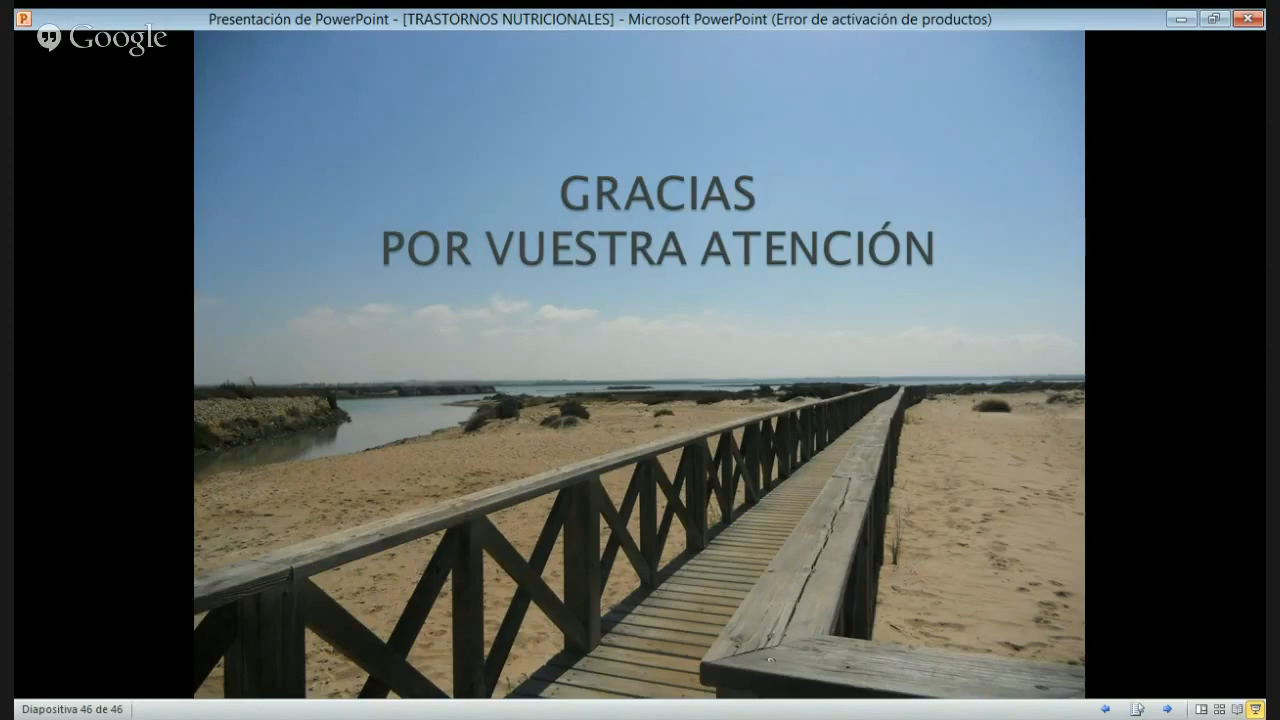 Presentación de PowerPoint - [TRASTORNOS NUTRICIONALES] - Microsoft PowerPoint (Error de activación de productos)
Google
GRACIAS
POR VUESTRA ATENCIÓN
Diapositiva 46 de 46